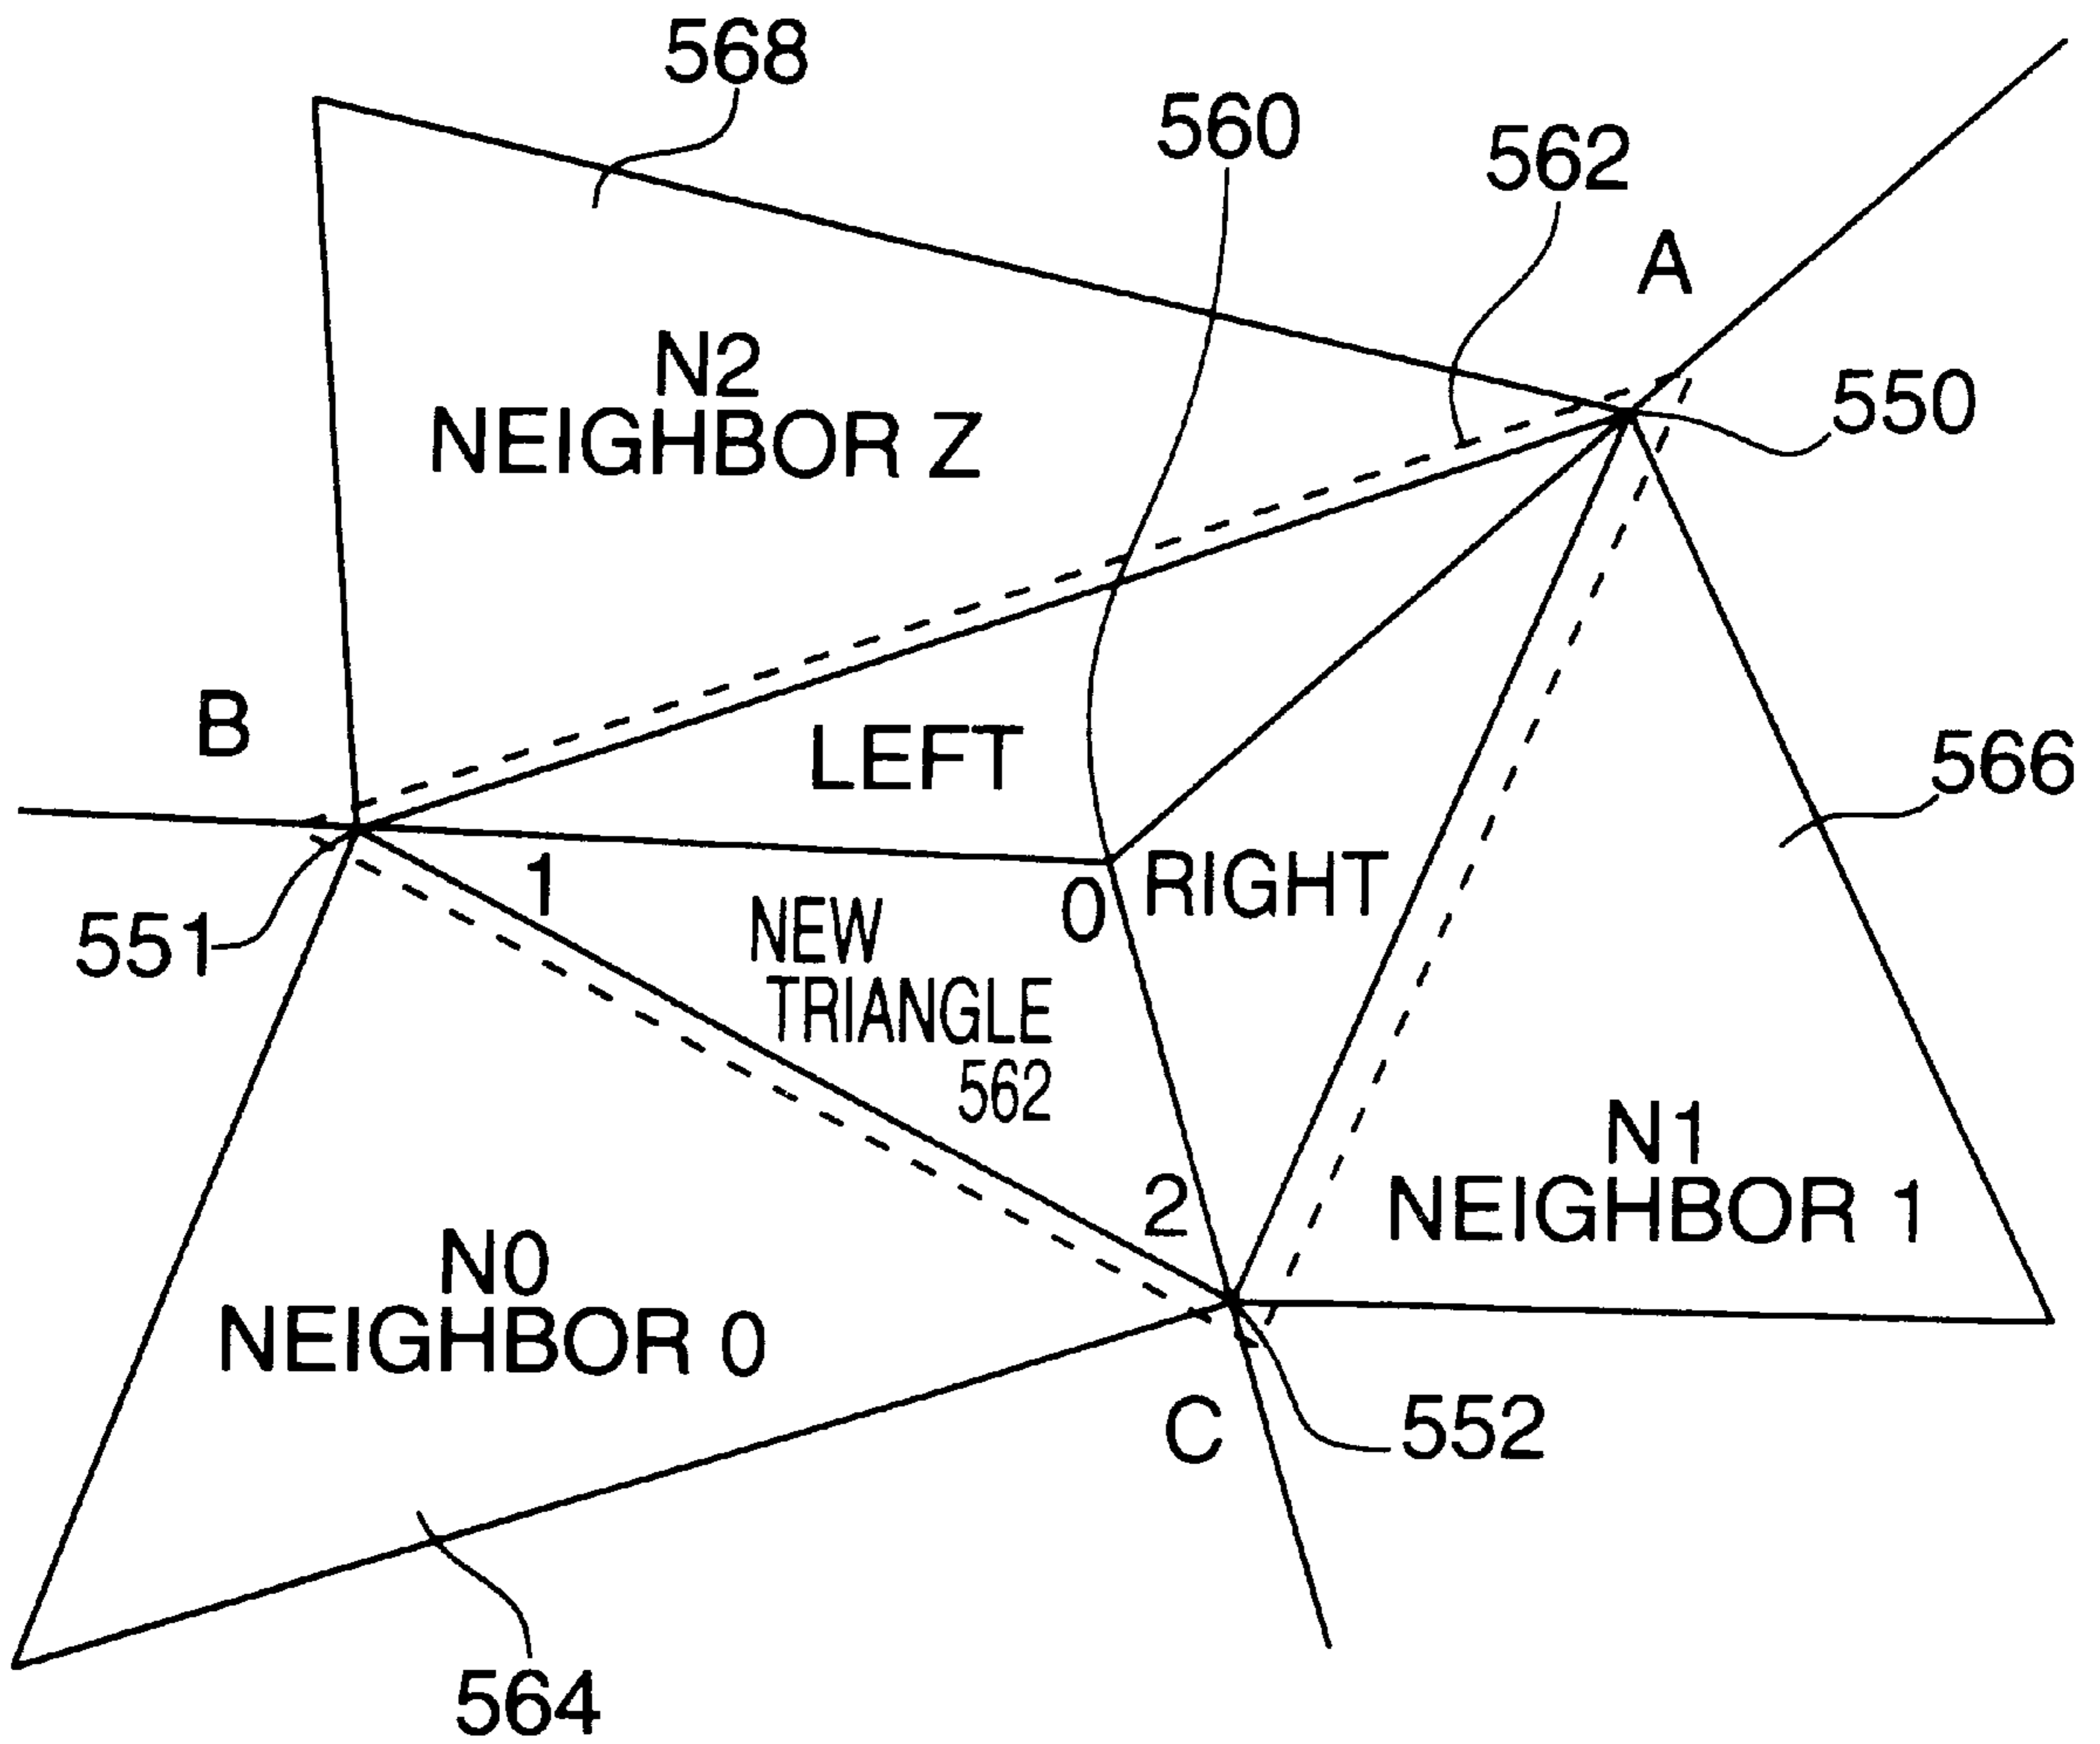 568
560
562
A
550
N2
NEIGHBOR Z
B
LEFT
566
1
0
RIGHT
551
NEW
TRIANGLE
562
2
N1
NEIGHBOR 1
N0
NEIGHBOR 0
C
552
564